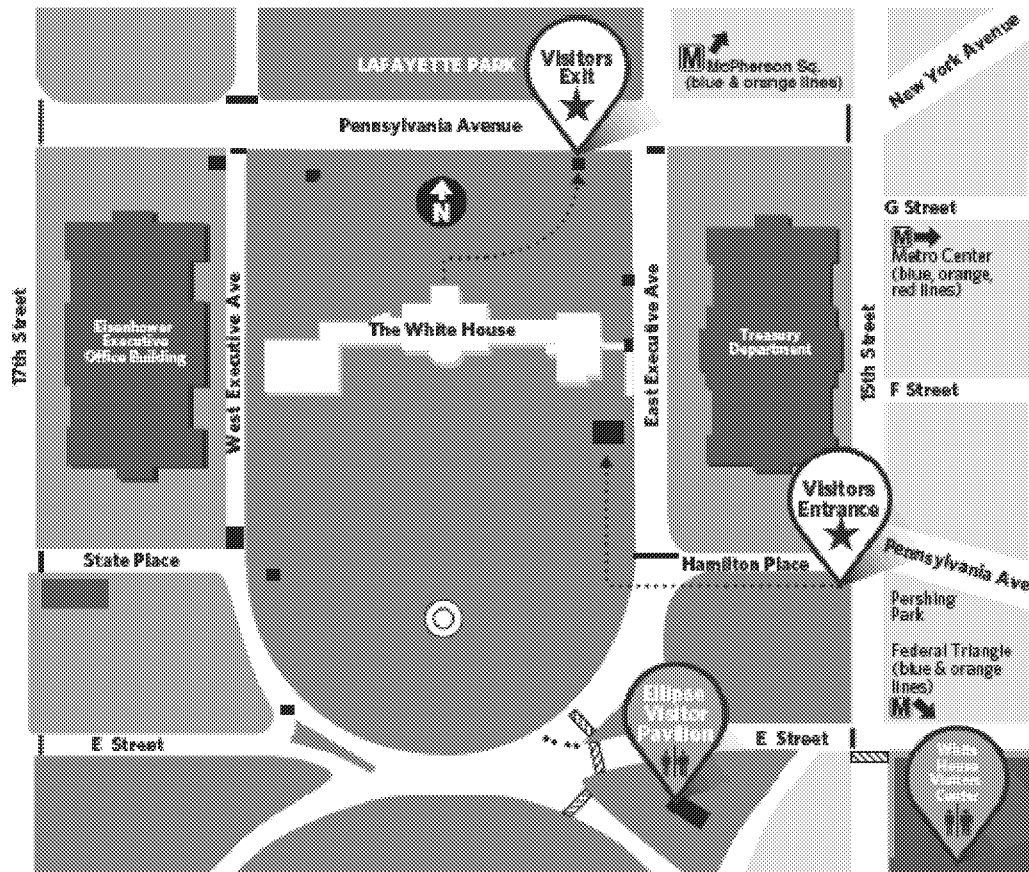 LAFAYETTE PARK
Visitors
Exit
M
McPherson Sq.
(blue & orange lines)
New York Avenue
Pennsylvania Avenue
N
G Street
M
Metro Center
(blue, orange,
red lines)
17th Street
Eisenhower
Executive
Office Building
West Executive Ave
The White House
East Executive Ave
Treasury
Department
15th Street
F Street
Visitors
Entrance
State Place
Hamilton Place
Pennsylvania Ave
Pershing
Park
Federal Triangle
(blue & orange
lines)
M
Ellipse
Visitor
Pavilion
E Street
E Street
White
House
Visitors
Center